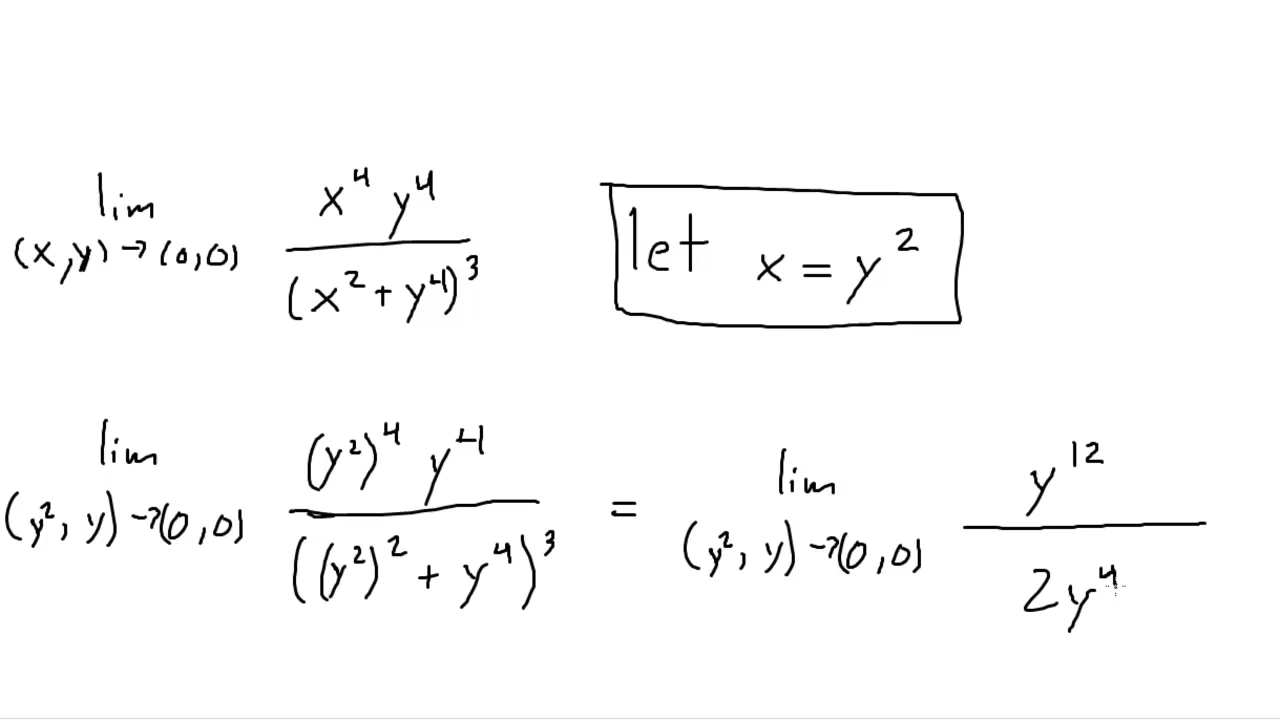 lim (x,y)→(0,0) x^4 y^4 / (x^2 + y^4)^3
let x = y^2
lim (y^2, y)→(0,0) (y^2)^4 y^4 / ((y^2)^2 + y^4)^3 = lim (y^2, y)→(0,0) y^12 / 2y^4